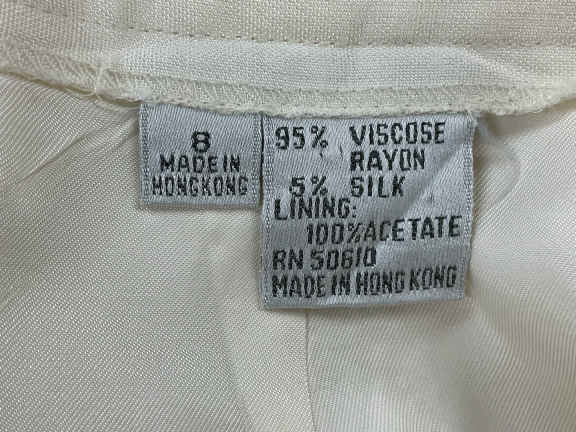 8
MADE IN
HONGKONG
95% VISCOSE
RAYON
5% SILK
LINING:
100%ACETATE
RN 50610
MADE IN HONG KONG